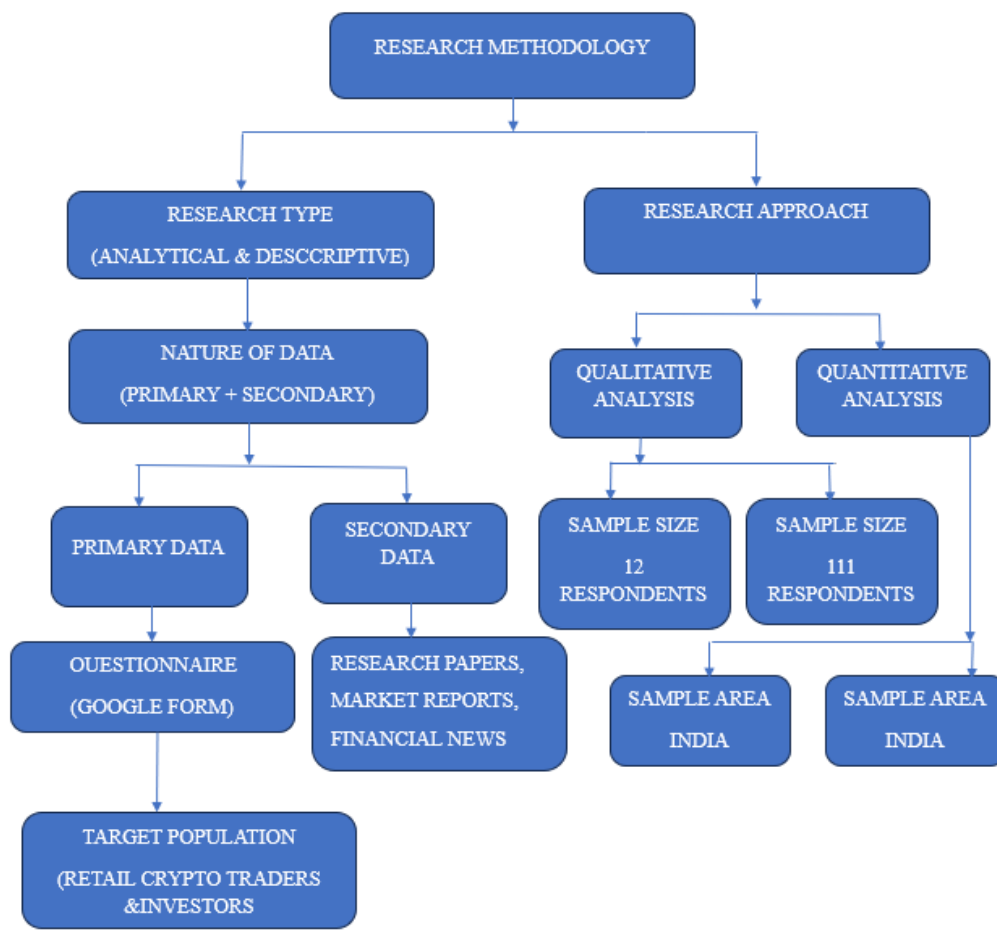 RESEARCH METHODOLOGY
RESEARCH TYPE
(ANALYTICAL & DESCCRIPTIVE)
RESEARCH APPROACH
NATURE OF DATA
(PRIMARY + SECONDARY)
QUALITATIVE
ANALYSIS
QUANTITATIVE
ANALYSIS
PRIMARY DATA
SECONDARY
DATA
SAMPLE SIZE
12
RESPONDENTS
SAMPLE SIZE
111
RESPONDENTS
OUESTIONNAIRE
(GOOGLE FORM)
RESEARCH PAPERS,
MARKET REPORTS,
FINANCIAL NEWS
SAMPLE AREA
INDIA
SAMPLE AREA
INDIA
TARGET POPULATION
(RETAIL CRYPTO TRADERS
&INVESTORS